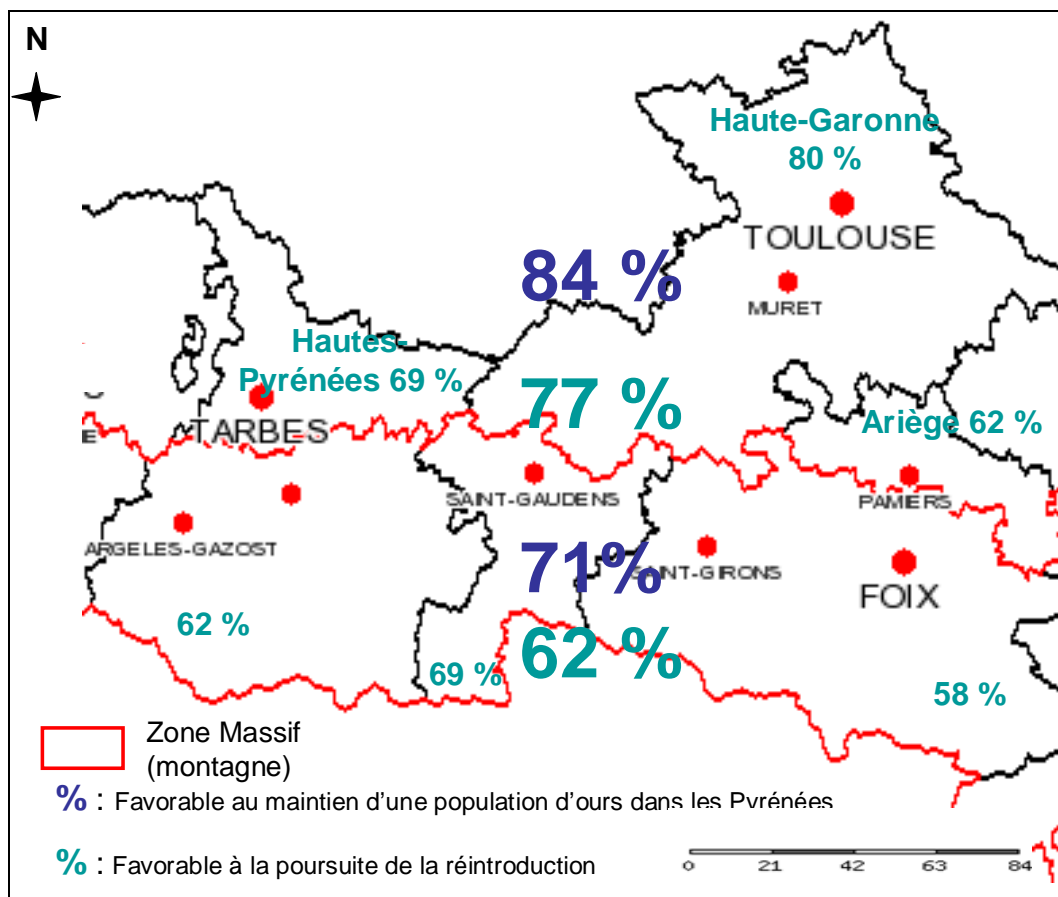 N
Haute-Garonne
80 %
TOULOUSE
84 %
MURET
Hautes-
Pyrénées 69 %
77 %
Ariège 62 %
TARBES
SAINT-GAUDENS
PAMIERS
ARGELES-GAZOST
71%
SAINT-GIRONS
FOIX
62 %
62 %
69 %
58 %
Zone Massif
(montagne)
% : Favorable au maintien d'une population d'ours dans les Pyrénées
% : Favorable à la poursuite de la réintroduction
0 21 42 63 84